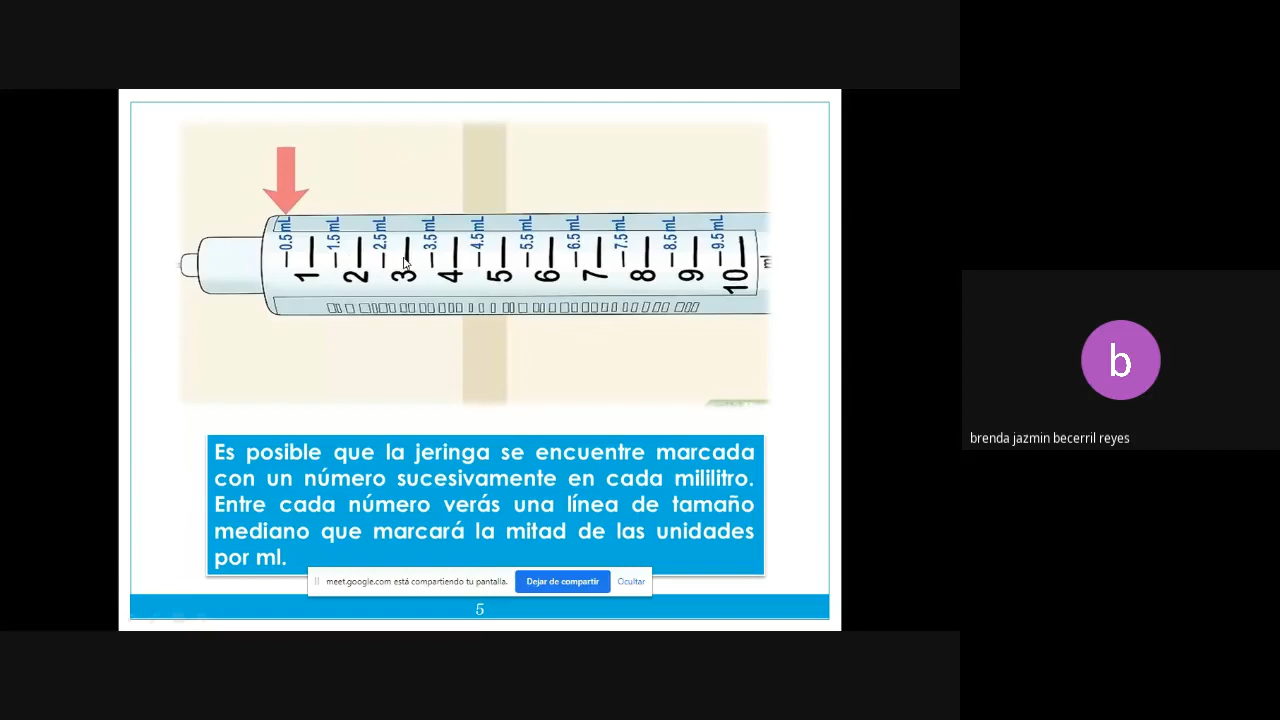 0.5 mL
1.5 mL
2.5 mL
3.5 mL
4.5 mL
5.5 mL
6.5 mL
7.5 mL
8.5 mL
9.5 mL
1 2 3 4 5 6 7 8 9 10
ml
Es posible que la jeringa se encuentre marcada
con un número sucesivamente en cada mililitro.
Entre cada número verás una línea de tamaño
mediano que marcará la mitad de las unidades
por ml.
meet.google.com está compartiendo tu pantalla.
Dejar de compartir
Ocultar
5
b
brenda jazmin becerril reyes